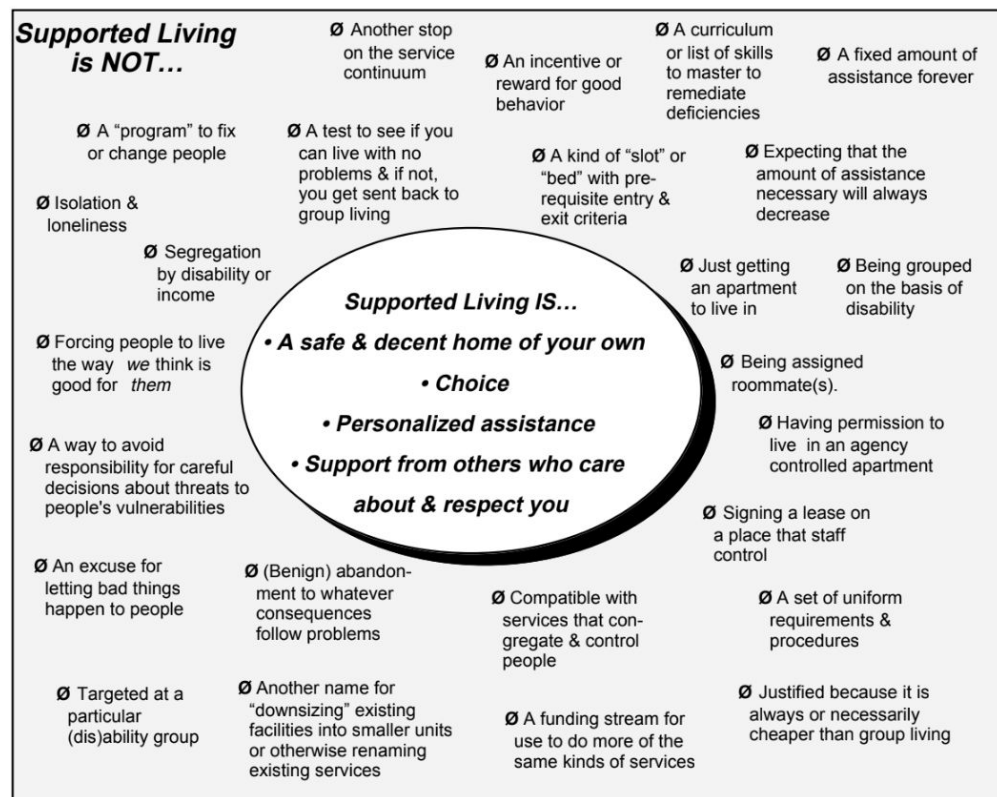 Supported Living
is NOT…
Ø Another stop
on the service
continuum
Ø An incentive or
reward for good
behavior
Ø A curriculum
or list of skills
to master to
remediate
deficiencies
Ø A fixed amount of
assistance forever
Ø A “program” to fix
or change people
Ø A test to see if you
can live with no
problems & if not,
you get sent back to
group living
Ø A kind of “slot” or
“bed” with pre-
requisite entry &
exit criteria
Ø Expecting that the
amount of assistance
necessary will always
decrease
Ø Isolation &
loneliness
Ø Segregation
by disability or
income
Ø Just getting
an apartment
to live in
Ø Being grouped
on the basis of
disability
Supported Living IS…
• A safe & decent home of your own
• Choice
• Personalized assistance
• Support from others who care
about & respect you
Ø Forcing people to live
the way we think is
good for them
Ø Being assigned
roommate(s).
Ø Having permission to
live in an agency
controlled apartment
Ø A way to avoid
responsibility for careful
decisions about threats to
people's vulnerabilities
Ø Signing a lease on
a place that staff
control
Ø An excuse for
letting bad things
happen to people
Ø (Benign) abandon-
ment to whatever
consequences
follow problems
Ø Compatible with
services that con-
gregate & control
people
Ø A set of uniform
requirements &
procedures
Ø Targeted at a
particular
(dis)ability group
Ø Another name for
“downsizing” existing
facilities into smaller units
or otherwise renaming
existing services
Ø A funding stream for
use to do more of the
same kinds of services
Ø Justified because it is
always or necessarily
cheaper than group living